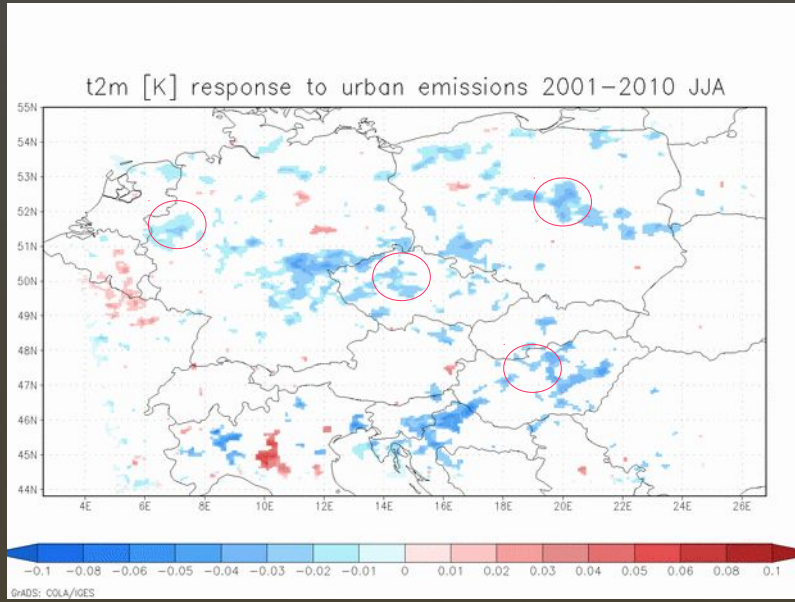 t2m [K] response to urban emissions 2001-2010 JJA
55N
54N
53N
52N
51N
50N
49N
48N
47N
46N
45N
44N
4E 6E 8E 10E 12E 14E 16E 18E 20E 22E 24E 26E
-0.1 -0.08 -0.06 -0.05 -0.04 -0.03 -0.02 -0.01 0 0.01 0.02 0.03 0.04 0.05 0.06 0.08 0.1
GrADS: COLA/IGES